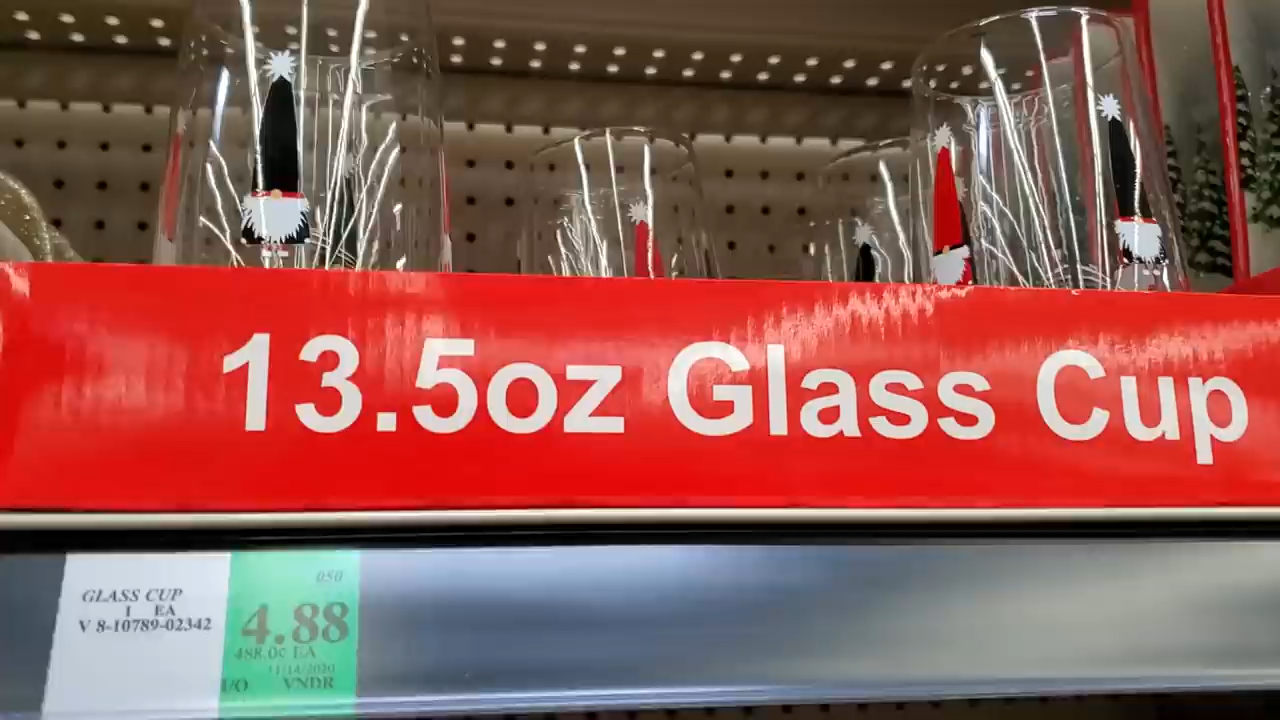 13.5oz Glass Cup
GLASS CUP
1 EA
V 8-10789-02342
050
4.88
488.0¢ EA
11/14/2020
I/O VNDR